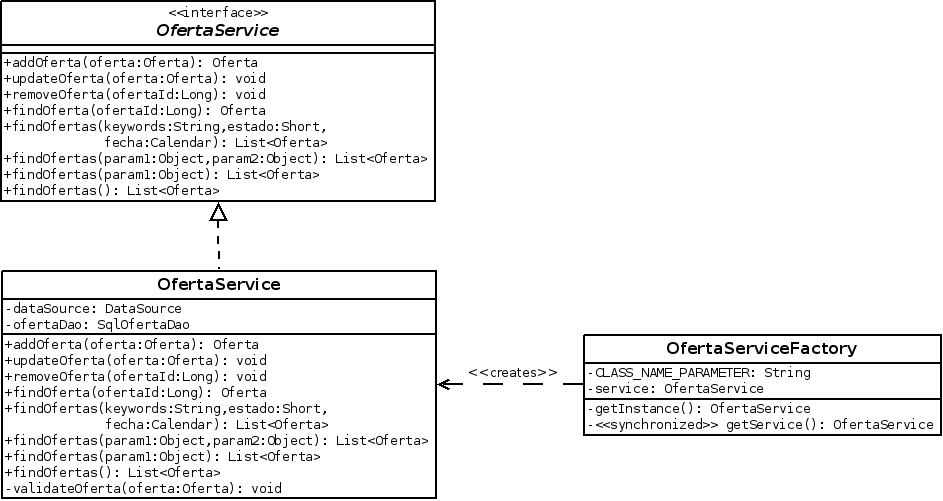 <<interface>>
OfertaService
+addOferta(oferta:Oferta): Oferta
+updateOferta(oferta:Oferta): void
+removeOferta(ofertaId:Long): void
+findOferta(ofertaId:Long): Oferta
+findOfertas(keywords:String,estado:Short,
fecha:Calendar): List<Oferta>
+findOfertas(param1:Object,param2:Object): List<Oferta>
+findOfertas(param1:Object): List<Oferta>
+findOfertas(): List<Oferta>
OfertaService
-dataSource: DataSource
-ofertaDao: SqlOfertaDao
+addOferta(oferta:Oferta): Oferta
+updateOferta(oferta:Oferta): void
+removeOferta(ofertaId:Long): void
+findOferta(ofertaId:Long): Oferta
+findOfertas(keywords:String,estado:Short,
fecha:Calendar): List<Oferta>
+findOfertas(param1:Object,param2:Object): List<Oferta>
+findOfertas(param1:Object): List<Oferta>
+findOfertas(): List<Oferta>
-validateOferta(oferta:Oferta): void
<<creates>>
OfertaServiceFactory
-CLASS_NAME_PARAMETER: String
-service: OfertaService
-getInstance(): OfertaService
-<<synchronized>> getService(): OfertaService